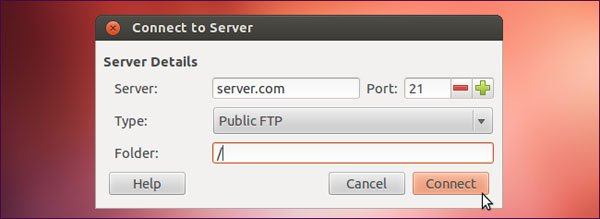 Connect to Server
Server Details
Server: server.com Port: 21
Type: Public FTP
Folder: /
Help Cancel Connect